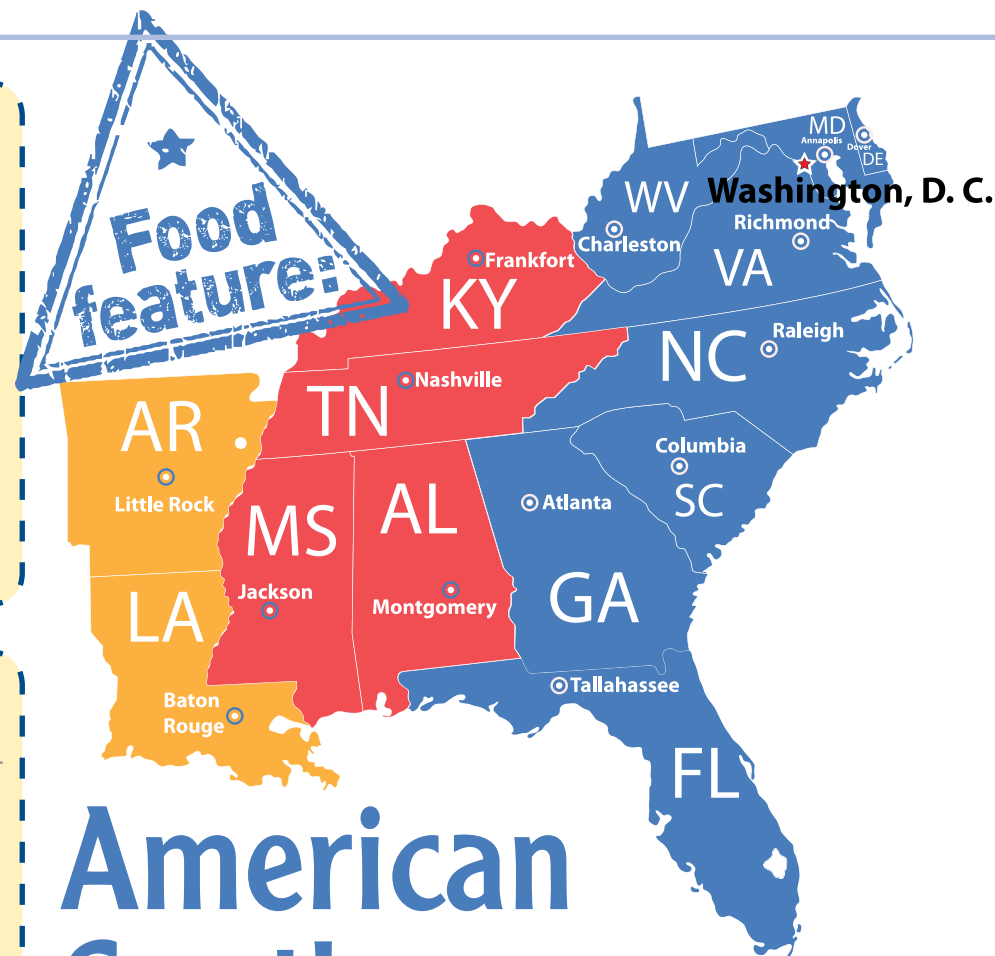 Food
feature:
MD
Annapolis
Dover
DE
WV
Washington, D. C.
Richmond
Charleston
VA
Frankfort
KY
NC
Raleigh
Nashville
TN
AR
Little Rock
Columbia
SC
MS
AL
Atlanta
Jackson
Montgomery
GA
LA
Tallahassee
Baton
Rouge
FL
American